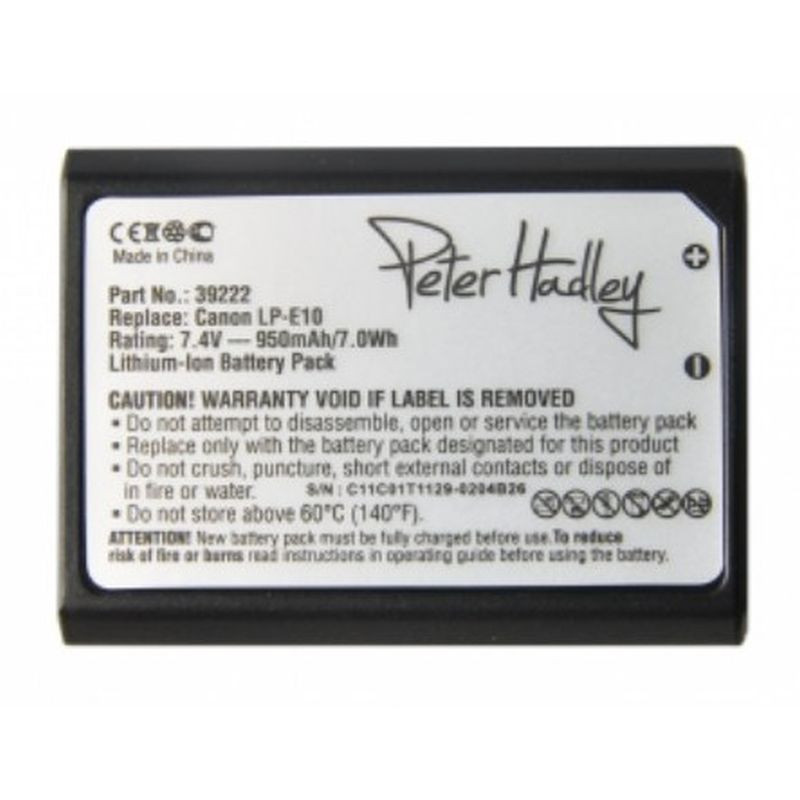 Peter Hadley
CE
Made in China
Part No.: 39222
Replace: Canon LP-E10
Rating: 7.4V — 950mAh/7.0Wh
Lithium-Ion Battery Pack
CAUTION! WARRANTY VOID IF LABEL IS REMOVED
• Do not attempt to disassemble, open or service the battery pack
• Replace only with the battery pack designated for this product
• Do not crush, puncture, short external contacts or dispose of
in fire or water.
S/N : C11C01T1129-0204B26
• Do not store above 60°C (140°F).
ATTENTION! New battery pack must be fully charged before use.To reduce
risk of fire or burns read instructions in operating guide before using the battery.